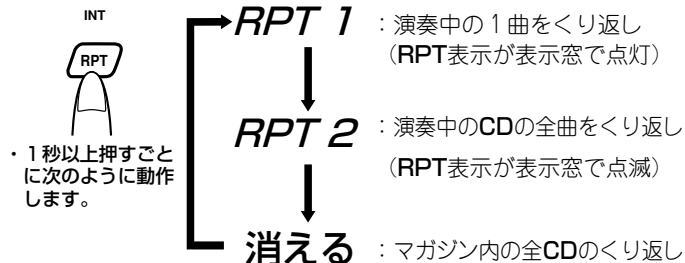 INT
RPT
・１秒以上押すごと
に次のように動作
します。
RPT 1 ：演奏中の１曲をくり返し
（RPT表示が表示窓で点灯）
RPT 2 ：演奏中のCDの全曲をくり返し
（RPT表示が表示窓で点滅）
消える ：マガジン内の全CDのくり返し